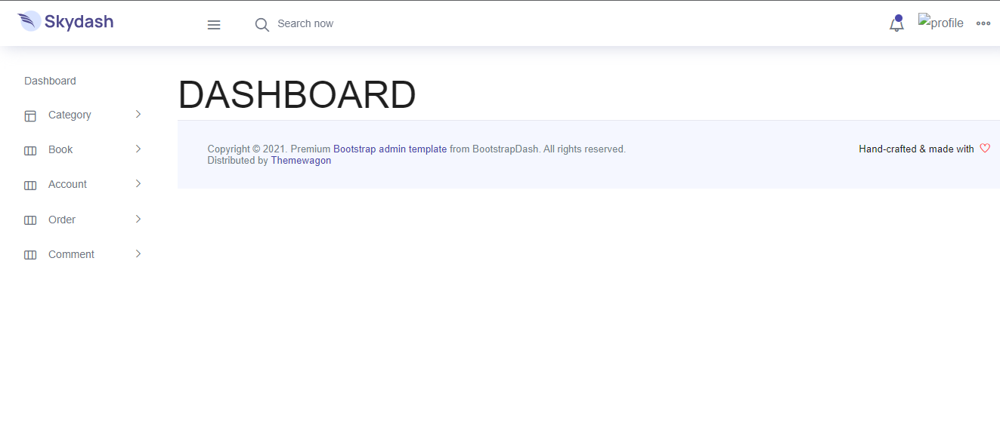 Skydash
Search now
profile
Dashboard
Category
Book
Account
Order
Comment
DASHBOARD
Copyright © 2021. Premium Bootstrap admin template from BootstrapDash. All rights reserved.
Distributed by Themewagon
Hand-crafted & made with